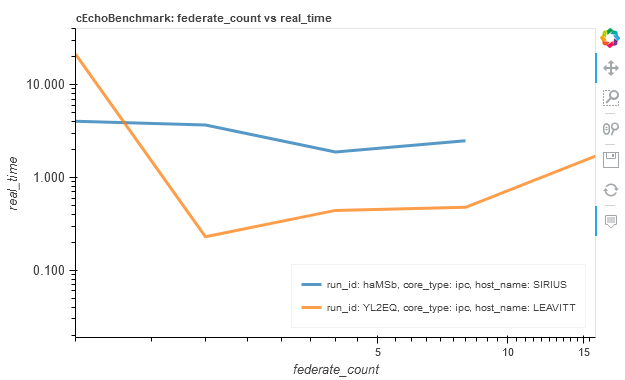 cEchoBenchmark: federate_count vs real_time
10.000
1.000
0.100
real_time
run_id: haMSb, core_type: ipc, host_name: SIRIUS
run_id: YL2EQ, core_type: ipc, host_name: LEAVITT
5
10
15
federate_count